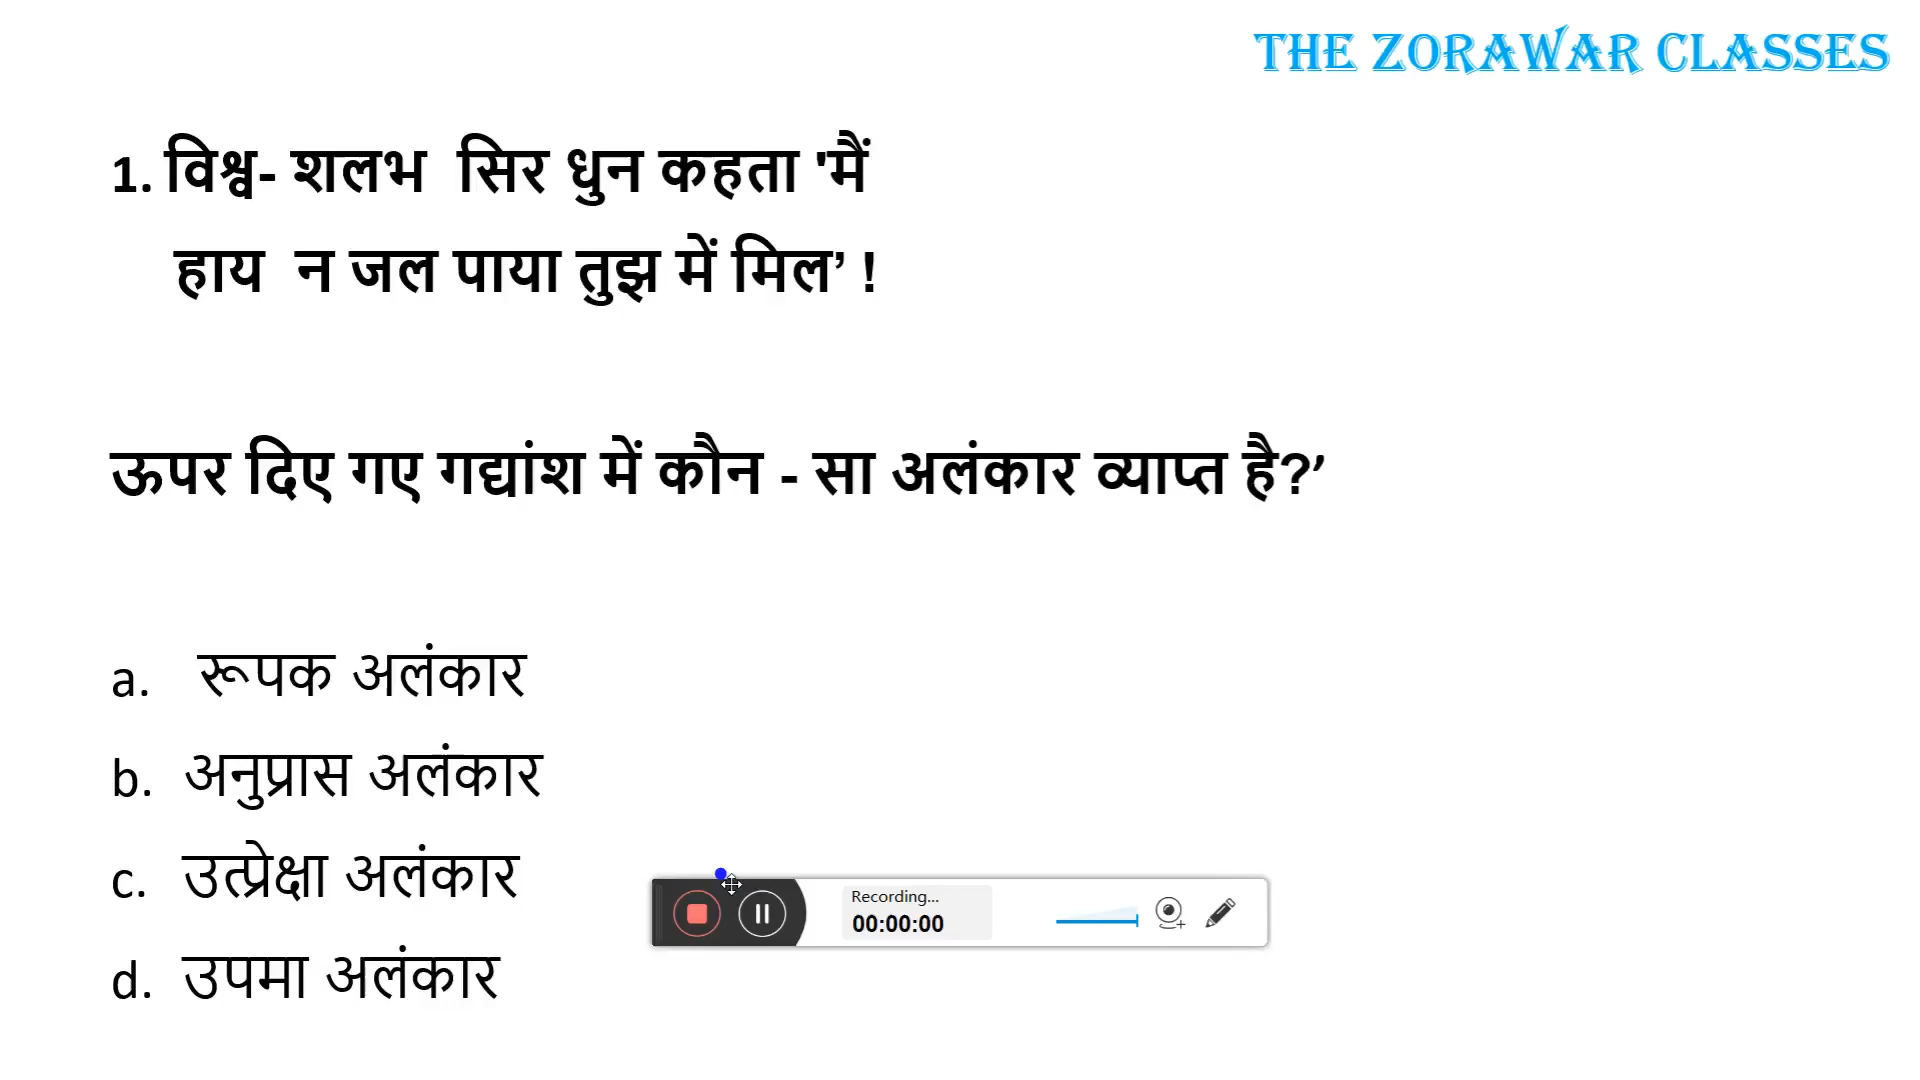 THE ZORAWAR CLASSES
1. विश्व- शलभ सिर धुन कहता 'मैं
हाय न जल पाया तुझ में मिल’ !
ऊपर दिए गए गद्यांश में कौन - सा अलंकार व्याप्त है?’
a. रूपक अलंकार
b. अनुप्रास अलंकार
c. उत्प्रेक्षा अलंकार
d. उपमा अलंकार
Recording...
00:00:00